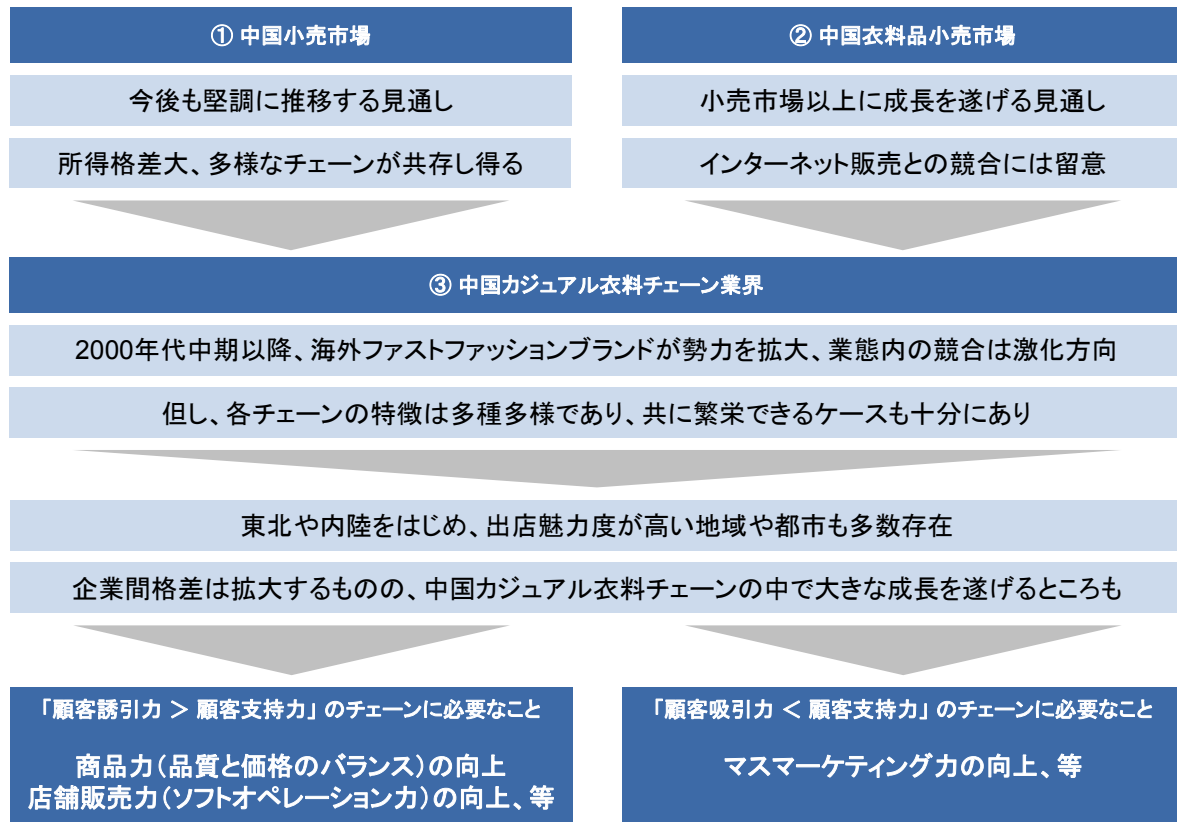 ① 中国小売市場
今後も堅調に推移する見通し
所得格差大、多様なチェーンが共存し得る
② 中国衣料品小売市場
小売市場以上に成長を遂げる見通し
インターネット販売との競合には留意
③ 中国カジュアル衣料チェーン業界
2000年代中期以降、海外ファストファッションブランドが勢力を拡大、業態内の競合は激化方向
但し、各チェーンの特徴は多種多様であり、共に繁栄できるケースも十分にあり
東北や内陸をはじめ、出店魅力度が高い地域や都市も多数存在
企業間格差は拡大するものの、中国カジュアル衣料チェーンの中で大きな成長を遂げるところも
「顧客誘引力 ＞ 顧客支持力」 のチェーンに必要なこと
商品力（品質と価格のバランス）の向上
店舗販売力（ソフトオペレーション力）の向上、等
「顧客吸引力 ＜ 顧客支持力」 のチェーンに必要なこと
マスマーケティング力の向上、等